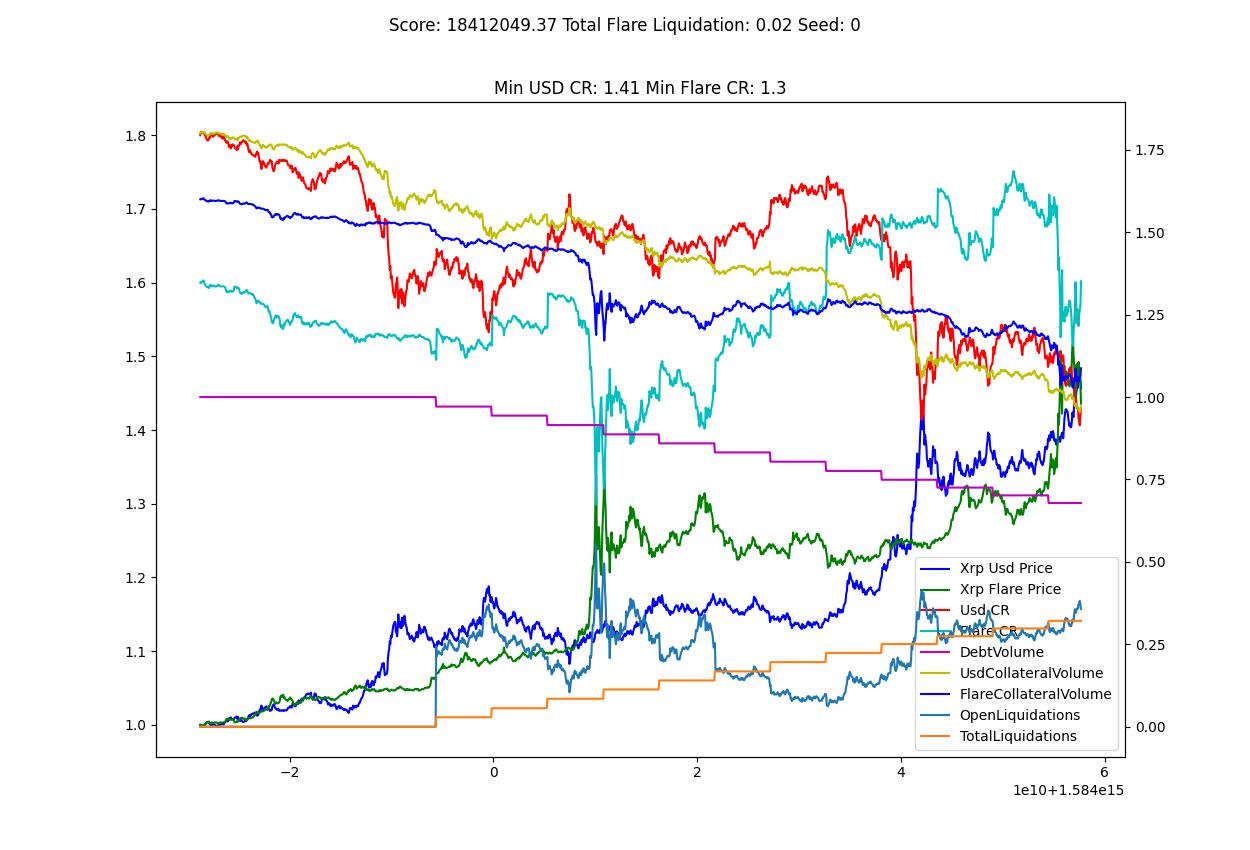 Score: 18412049.37 Total Flare Liquidation: 0.02 Seed: 0
Min USD CR: 1.41 Min Flare CR: 1.3
1.8
1.7
1.6
1.5
1.4
1.3
1.2
1.1
1.0
1.75
1.50
1.25
1.00
0.75
0.50
0.25
0.00
Xrp Usd Price
Xrp Flare Price
Usd CR
Flare CR
DebtVolume
UsdCollateralVolume
FlareCollateralVolume
OpenLiquidations
TotalLiquidations
−2 0 2 4 6
1e10+1.584e15